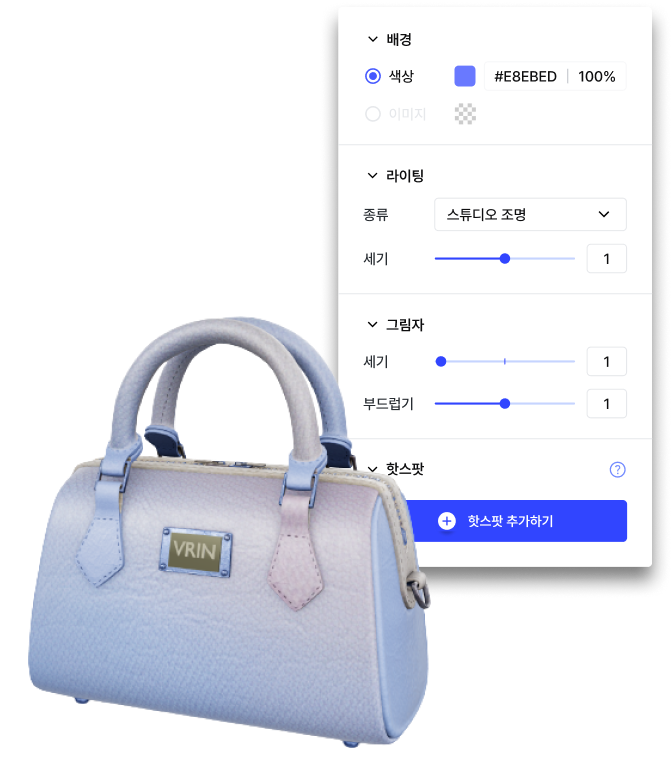 배경
색상 #E8EBED 100%
이미지
라이팅
종류 스튜디오 조명
세기 1
그림자
세기 1
부드럽기 1
핫스팟 ?
핫스팟 추가하기
VRIN